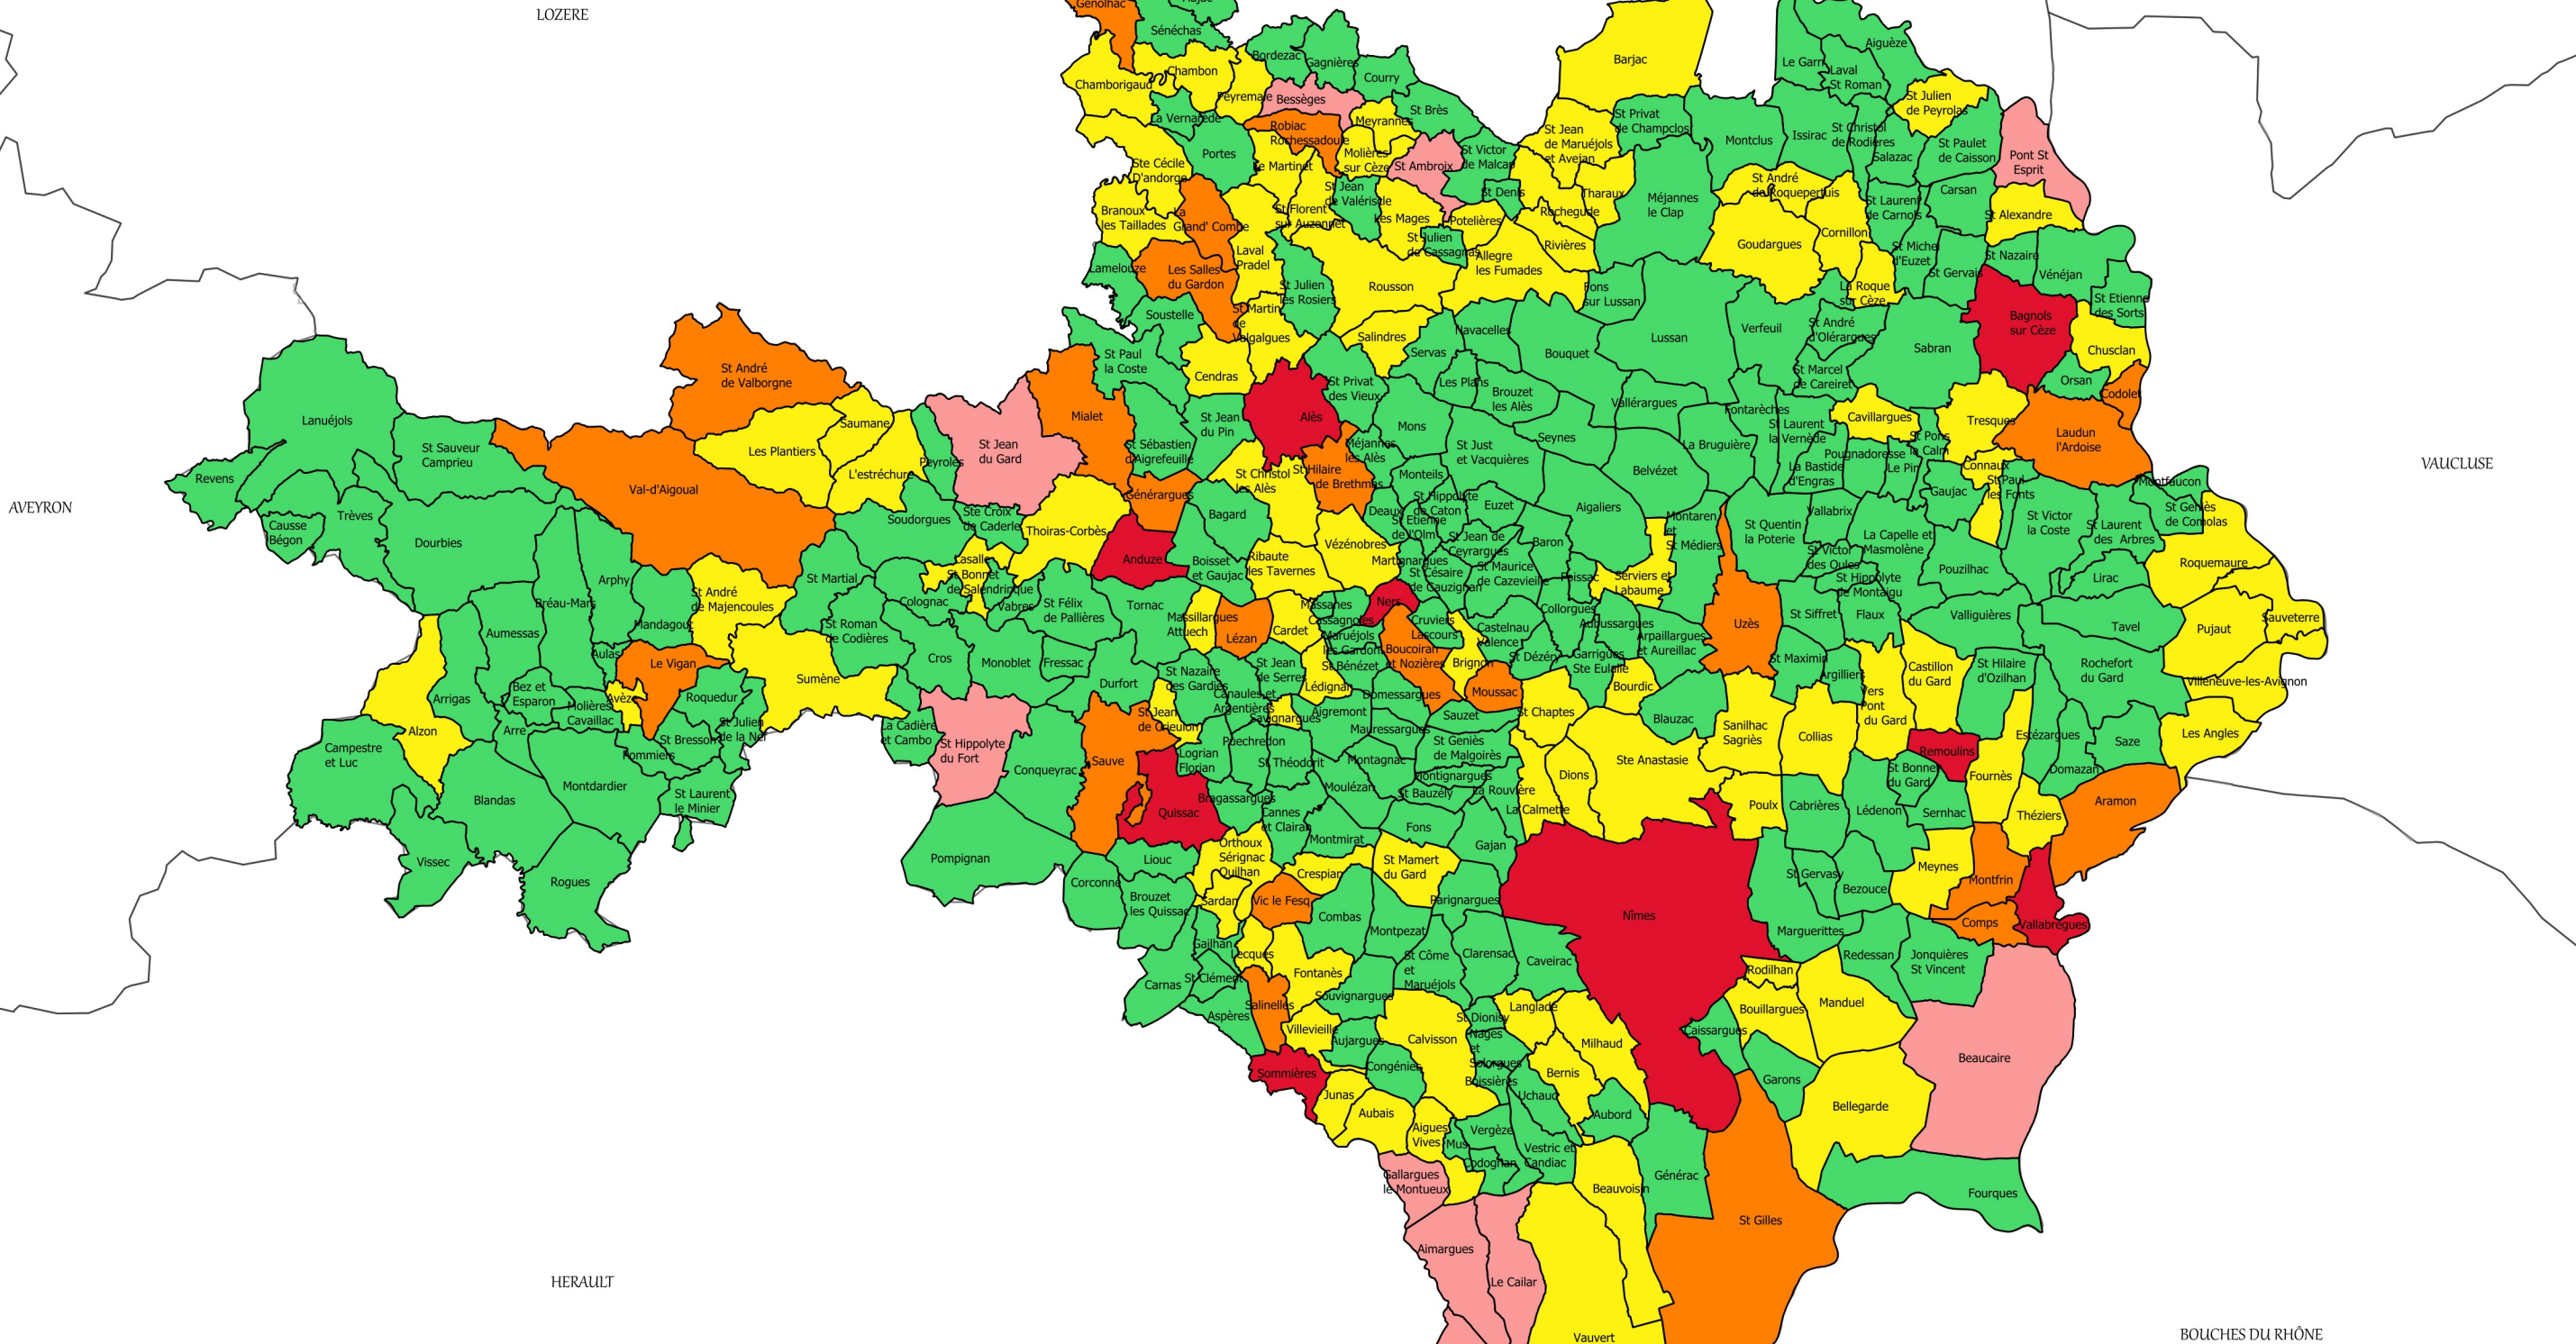 LOZERE
Sénéchas
Bordezac
Gagnières
Courry
Chambon
Chamborigaud
Peyremale
Bessèges
La Vernarède
Robiac
Rochessadoule
Meyrannes
St Brès
Portes
Ste Cécile
D'andorge
Le Martinet
Molières
sur Cèze
St Ambroix
St Victor
de Malcap
St Jean
de Maruéjols
et Avejan
St Privat
de Champclos
Barjac
Le Garn
Laval
St Roman
Aiguèze
St Julien
de Peyrolas
Montclus
Issirac
St Christol
de Rodières
Salazac
St Paulet
de Caisson
Pont St
Esprit
St Jean
de Valériscle
St Denis
Tharaux
Méjannes
le Clap
St André
de Roquepertuis
Carsan
St Laurent
de Carnols
St Alexandre
Branoux
les Taillades
La
Grand' Combe
St Florent
sur Auzonnet
Les Mages
Potelières
Rochegude
Rivières
Goudargues
Cornillon
St Michel
d'Euzet
St Gervais
St Nazaire
Vénéjan
Lamelouze
Les Salles
du Gardon
Laval
Pradel
St Julien
de Cassagnas
Allegre
les Fumades
St Julien
les Rosiers
Rousson
Fons
sur Lussan
La Roque
sur Cèze
St Etienne
des Sorts
Soustelle
St Martin
de
Valgalgues
Salindres
Navacelles
Servas
Bouquet
Lussan
Verfeuil
St André
d'Olérargues
Sabran
Bagnols
sur Cèze
Chusclan
Orsan
Codolet
St Paul
la Coste
Cendras
St Privat
des Vieux
Les Plans
Brouzet
les Alès
Vallérargues
St Marcel
de Careiret
St André
de Valborgne
Lanuéjols
St Sauveur
Camprieu
Saumane
Les Plantiers
L'estréchure
Peyroles
St Jean
du Gard
Mialet
St Jean
du Pin
Alès
Mons
Méjannes
les Alès
St Just
et Vacquières
Seynes
Fontarèches
La Bruguière
St Laurent
la Vernède
Cavillargues
Tresques
Laudun
l'Ardoise
St Pons
la Calm
Pougnadoresse
Le Pin
La Bastide
d'Engras
Connaux
St Paul
les Fonts
Gaujac
Montfaucon
St Sébastien
d'Aigrefeuille
St Christol
les Alès
St Hilaire
de Brethmas
Monteils
Belvézet
Revens
Val-d'Aigoual
Générargues
AVEYRON
VAUCLUSE
Trèves
Causse
Bégon
Dourbies
Soudorgues
Ste Croix
de Caderle
Thoiras-Corbès
Bagard
St Hippolyte
de Caton
Deaux
St Etienne
de l'Olm
Euzet
Aigaliers
Montaren
et
St Médiers
St Quentin
la Poterie
Vallabrix
St Victor
la Coste
St Laurent
des Arbres
St Geniès
de Comolas
La Capelle et
Masmolène
Anduze
Lasalle
St Bonnet
de Salendrinque
Boisset
et Gaujac
Ribaute
les Tavernes
Vézénobres
Martignargues
St Jean de
Ceyrargues
Baron
St Maurice
de Cazevieille
Foissac
Serviers et
Labaume
St Victor
des Oules
St Hippolyte
de Montaigu
Pouzilhac
Lirac
Roquemaure
Arphy
St Martial
St André
de Majencoules
Colognac
Vabres
St Félix
de Pallières
Tornac
St Césaire
de Gauzignan
Ners
Massanes
Cassagnoles
Collorgues
Bréau-Mars
Aumessas
Mandagout
St Roman
de Codières
Massillargues
Attuech
Lézan
Cardet
Maruéjols
les Gardon
Cruviers
Lascours
Boucoiran
et Nozières
Castelnau
Valence
Aubussargues
Arpaillargues
et Aureillac
Uzès
St Siffret
Flaux
Valliguières
Tavel
Pujaut
Sauveterre
Aulas
Le Vigan
Cros
Monoblet
Fressac
St Nazaire
des Gardies
St Jean
de Serres
St Bénézet
Brignon
St Dézéry
Garrigues
Ste Eulalie
St Maximin
Argilliers
Castillon
du Gard
St Hilaire
d'Ozilhan
Rochefort
du Gard
Villeneuve-les-Avignon
Sumène
Durfort
Lédignan
Domessargues
Moussac
Bourdic
Vers
Pont
du Gard
Arrigas
Bez et
Esparon
Molières
Cavaillac
Avèze
Roquedur
Canaules et
Argentières
Savignargues
Aigremont
Sauzet
St Chaptes
Blauzac
Sanilhac
Sagriès
Collias
Alzon
Arre
St Bresson
St Julien
de la Nef
Pommiers
La Cadière
et Cambo
St Hippolyte
du Fort
St Jean
de Crieulon
Puechredon
Mauressargues
St Geniès
de Malgoirès
Estézargues
Saze
Les Angles
Campestre
et Luc
Conqueyrac
Sauve
Logrian
Florian
St Théodorit
Montagnac
Montignargues
Dions
Ste Anastasie
Remoulins
St Bonnet
du Gard
Fournès
Domazan
Blandas
Montdardier
St Laurent
le Minier
Quissac
Bragassargues
Moulézan
St Bauzély
La Rouvière
La Calmette
Poulx
Cabrières
Lédenon
Sernhac
Théziers
Aramon
Cannes
et Clairan
Montmirat
Fons
Gajan
Vissec
Rogues
Pompignan
Liouc
Orthoux
Sérignac
Quilhan
Crespian
St Mamert
du Gard
St Gervasy
Bezouce
Meynes
Montfrin
Corconne
Brouzet
les Quissac
Sardan
Vic le Fesq
Combas
Parignargues
Nîmes
Comps
Vallabrègues
Montpezat
Marguerittes
Gailhan
Lecques
St Côme
et
Maruéjols
Clarensac
Caveirac
Redessan
Jonquières
St Vincent
Carnas
St Clément
Fontanès
Souvignargues
Rodilhan
Manduel
Bouillargues
Aspères
Salinelles
Villevieille
Aujargues
Calvisson
St Dionisy
Langlade
Nages
et
Solorgues
Milhaud
Caissargues
Beaucaire
Sommières
Congénies
Boissières
Bernis
Garons
Junas
Aubais
Uchaud
Aubord
Bellegarde
Aigues
Vives
Mus
Vergèze
Codognan
Vestric et
Candiac
Gallargues
le Montueux
Beauvoisin
Générac
Fourques
St Gilles
Aimargues
Le Cailar
HERAULT
Vauvert
BOUCHES DU RHÔNE